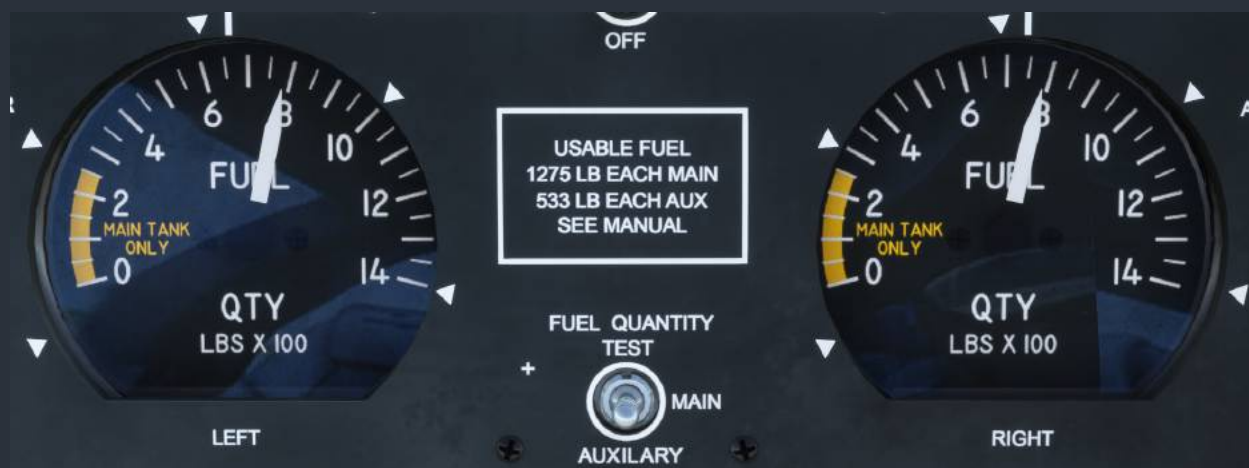 OFF
6 8
4 10
FUEL
2 12
MAIN TANK
ONLY
0 14
QTY
LBS X 100
LEFT
USABLE FUEL
1275 LB EACH MAIN
533 LB EACH AUX
SEE MANUAL
FUEL QUANTITY
TEST
+
MAIN
AUXILARY
6 8
4 10
FUEL
2 12
MAIN TANK
ONLY
0 14
QTY
LBS X 100
RIGHT